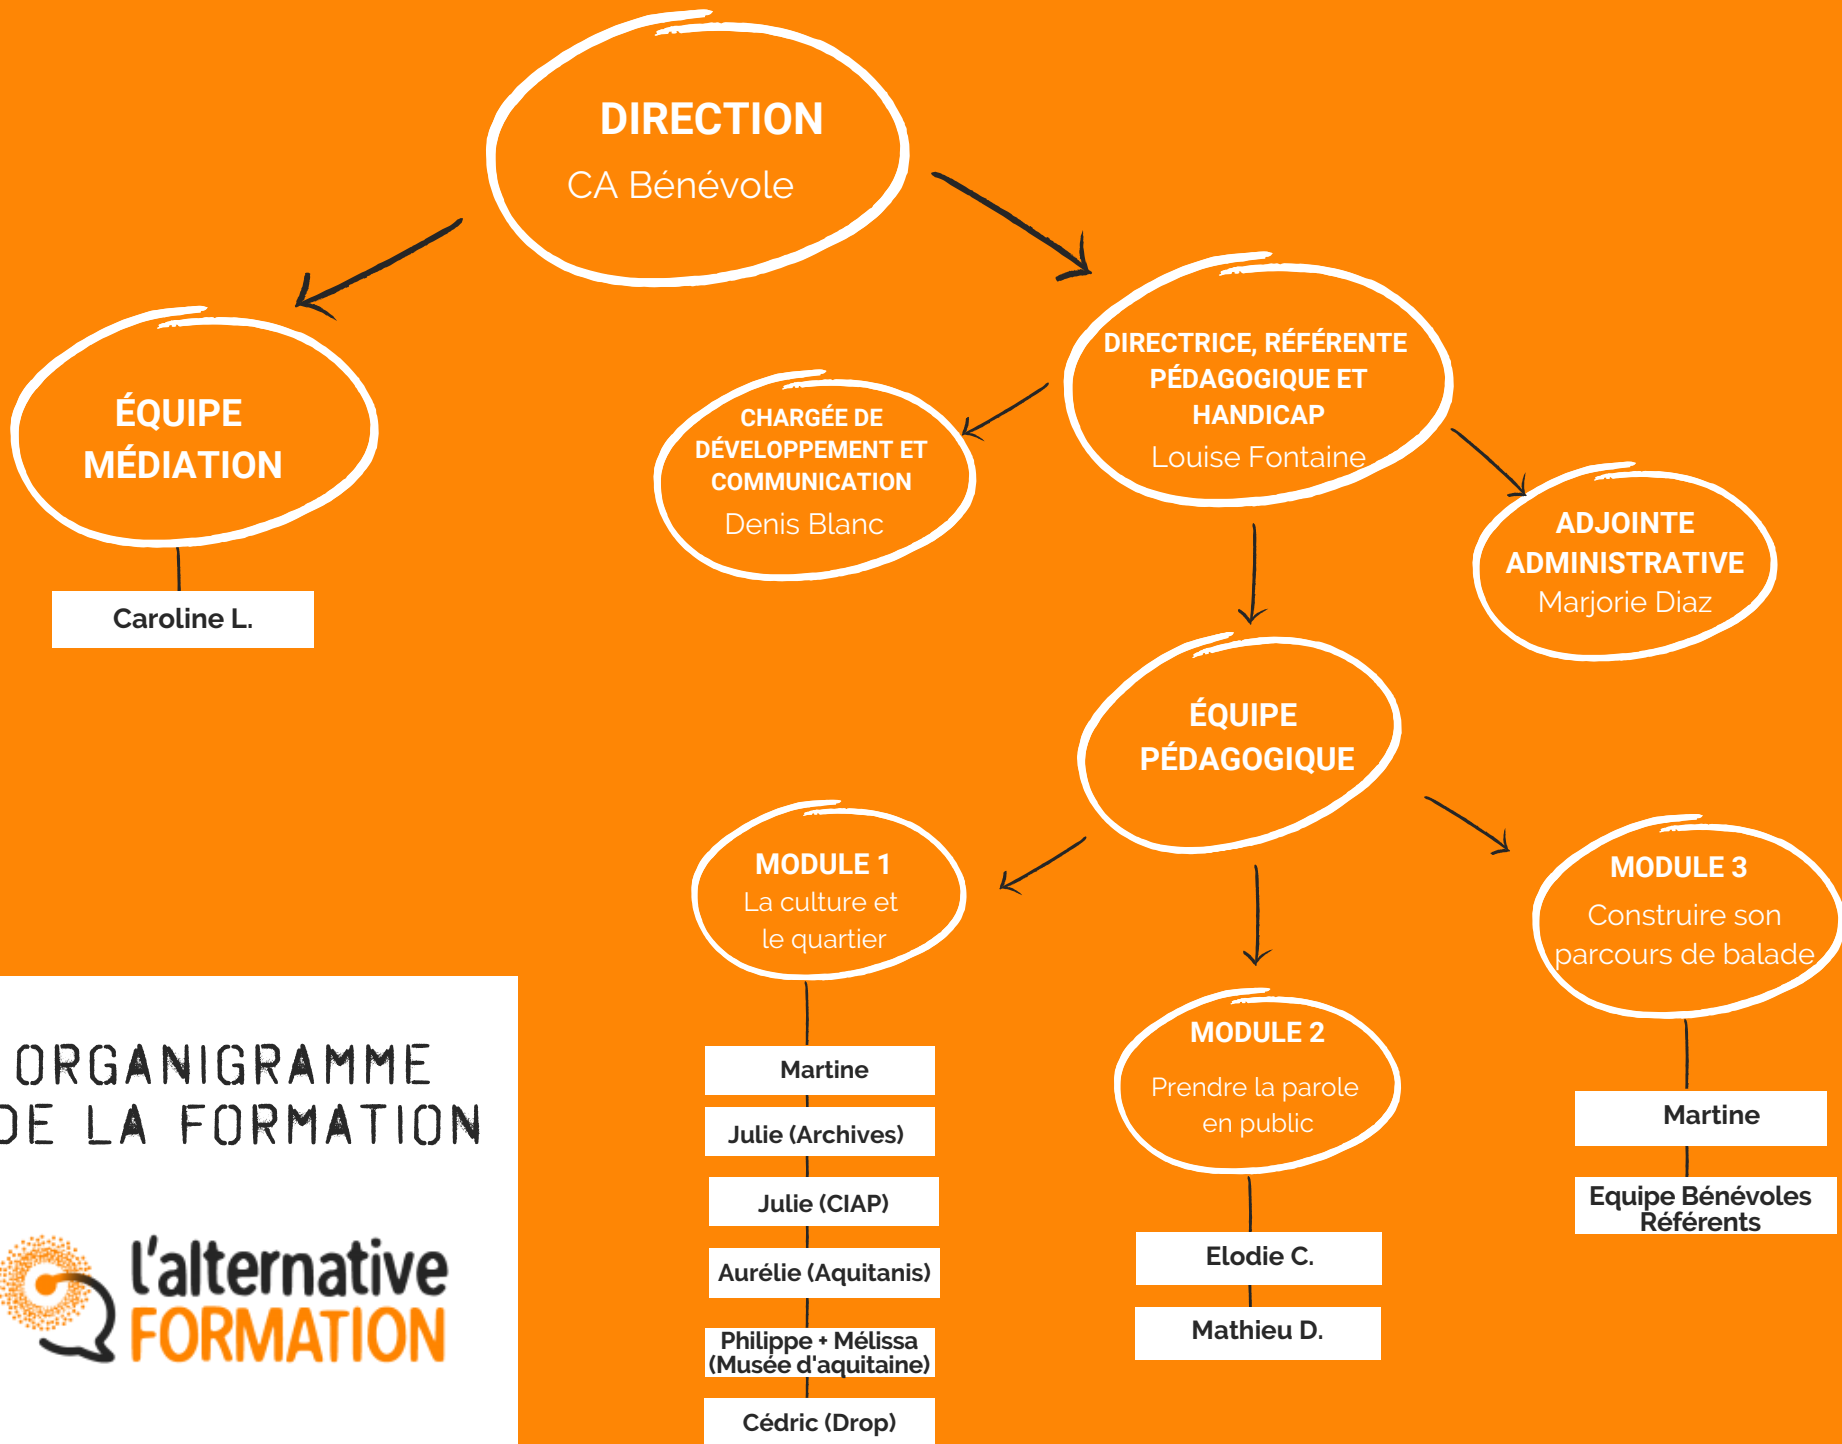 DIRECTION
CA Bénévole
ÉQUIPE
MÉDIATION
Caroline L.
DIRECTRICE, RÉFÉRENTE
PÉDAGOGIQUE ET
HANDICAP
Louise Fontaine
CHARGÉE DE
DÉVELOPPEMENT ET
COMMUNICATION
Denis Blanc
ADJOINTE
ADMINISTRATIVE
Marjorie Diaz
ÉQUIPE
PÉDAGOGIQUE
MODULE 1
La culture et
le quartier
Martine
Julie (Archives)
Julie (CIAP)
Aurélie (Aquitanis)
Philippe + Mélissa
(Musée d'aquitaine)
Cédric (Drop)
MODULE 2
Prendre la parole
en public
Elodie C.
Mathieu D.
MODULE 3
Construire son
parcours de balade
Martine
Equipe Bénévoles
Référents
ORGANIGRAMME
DE LA FORMATION
l'alternative
FORMATION